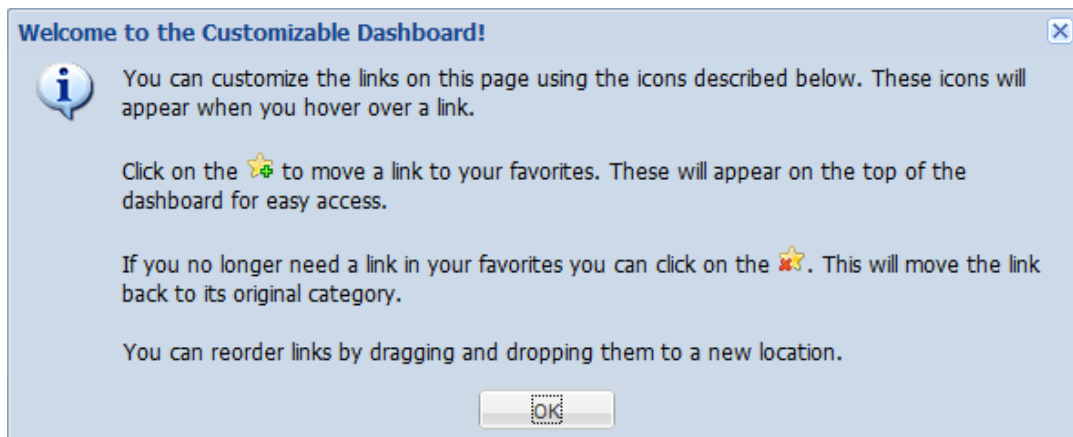 Welcome to the Customizable Dashboard!
You can customize the links on this page using the icons described below. These icons will
appear when you hover over a link.
Click on the to move a link to your favorites. These will appear on the top of the
dashboard for easy access.
If you no longer need a link in your favorites you can click on the . This will move the link
back to its original category.
You can reorder links by dragging and dropping them to a new location.
OK